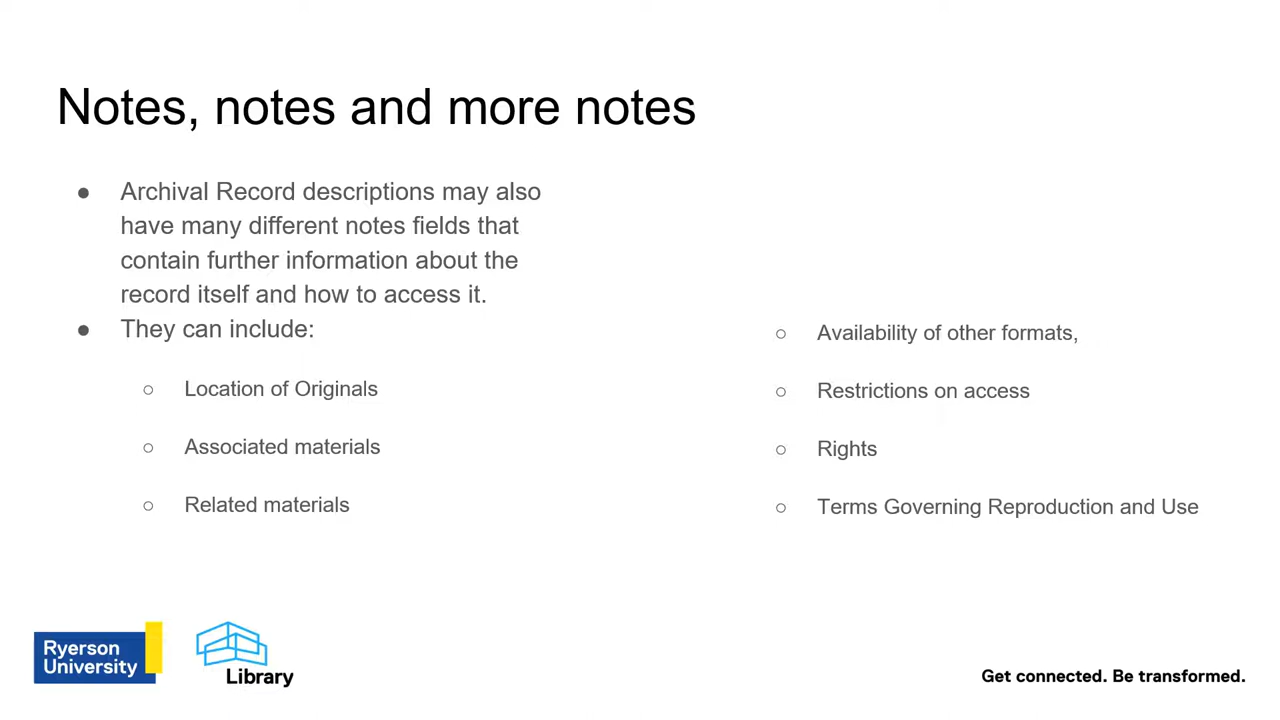 Notes, notes and more notes
● Archival Record descriptions may also
have many different notes fields that
contain further information about the
record itself and how to access it.
● They can include:
○ Location of Originals
○ Associated materials
○ Related materials
○ Availability of other formats,
○ Restrictions on access
○ Rights
○ Terms Governing Reproduction and Use
Ryerson
University
Library
Get connected. Be transformed.